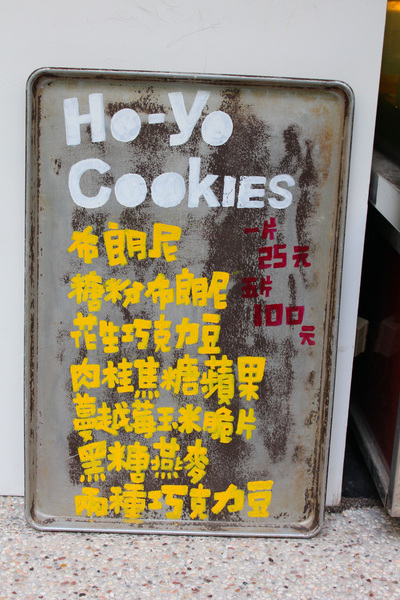 Ho-Yo
Cookies
布朗尼
一片
25元
糖粉布朗尼
五片
100元
花生巧克力豆
肉桂焦糖蘋果
蔓越莓玉米脆片
黑糖燕麥
兩種巧克力豆